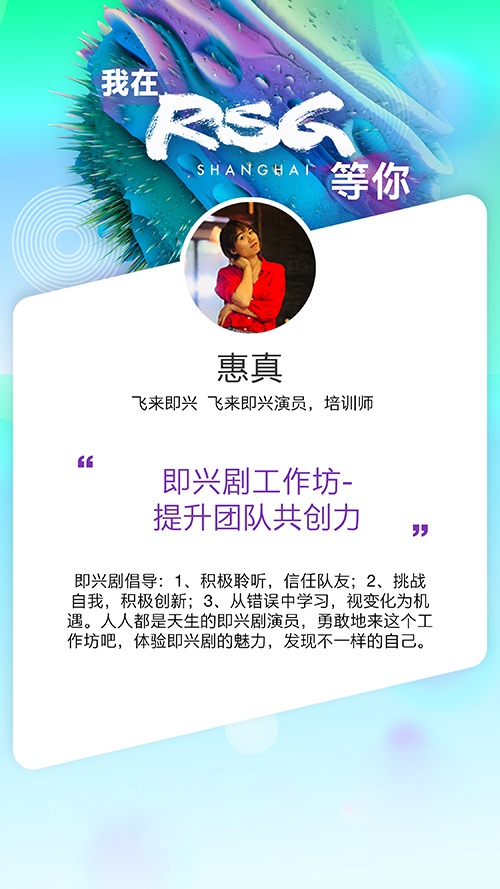 我在
RSG
SHANGHAI
等你
惠真
飞来即兴 飞来即兴演员，培训师
“
即兴剧工作坊-
提升团队共创力
”
即兴剧倡导：1、积极聆听，信任队友；2、挑战
自我，积极创新；3、从错误中学习，视变化为机
遇。人人都是天生的即兴剧演员，勇敢地来这个工
作坊吧，体验即兴剧的魅力，发现不一样的自己。